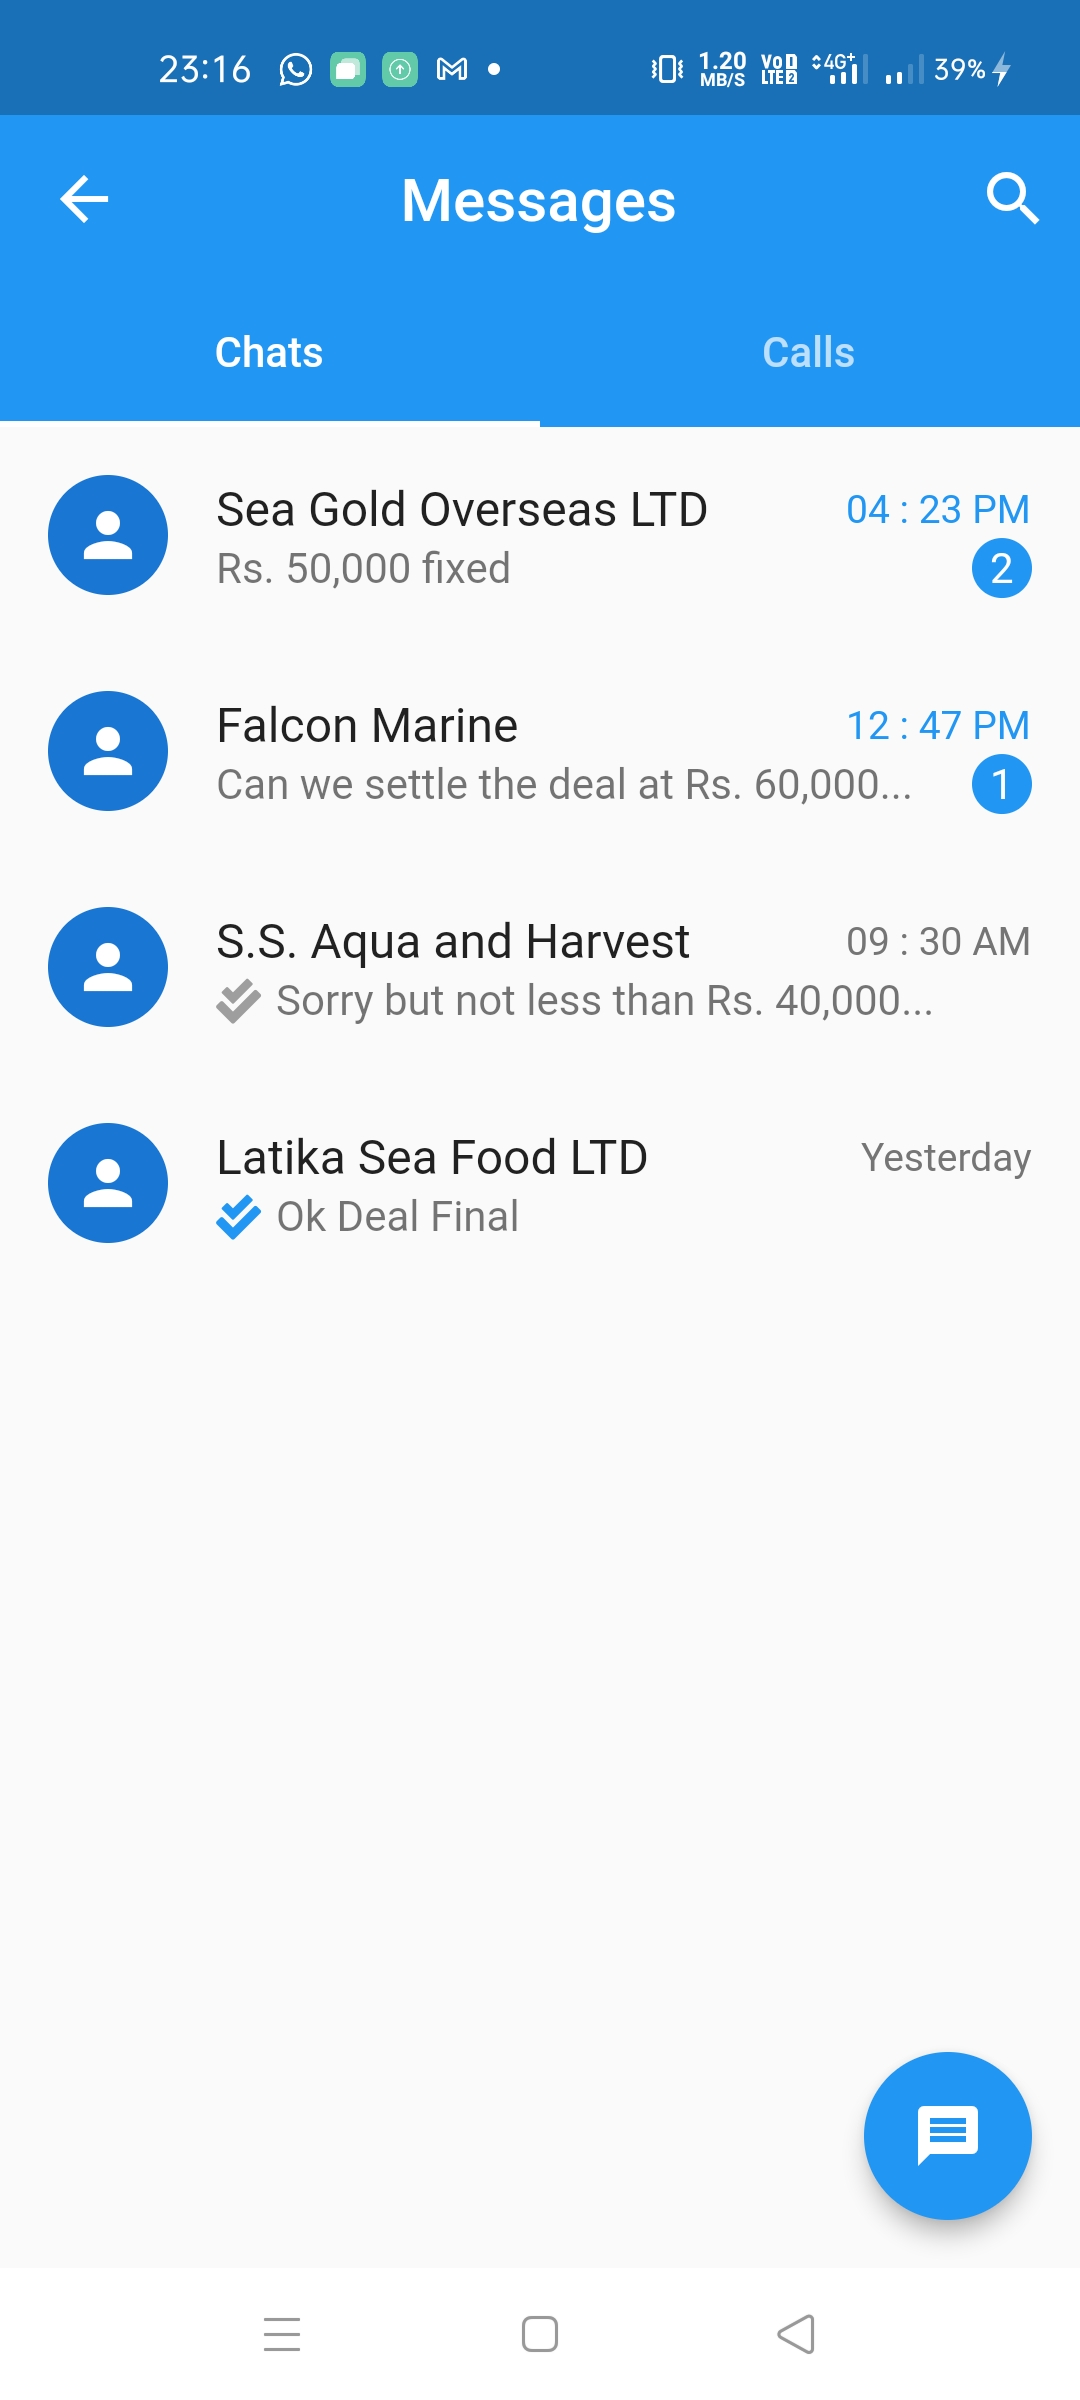 23:16 1.20 MB/S VoD LTE 2 4G+ 39%
Messages
Chats Calls
Sea Gold Overseas LTD 04 : 23 PM
Rs. 50,000 fixed 2
Falcon Marine 12 : 47 PM
Can we settle the deal at Rs. 60,000... 1
S.S. Aqua and Harvest 09 : 30 AM
Sorry but not less than Rs. 40,000...
Latika Sea Food LTD Yesterday
Ok Deal Final